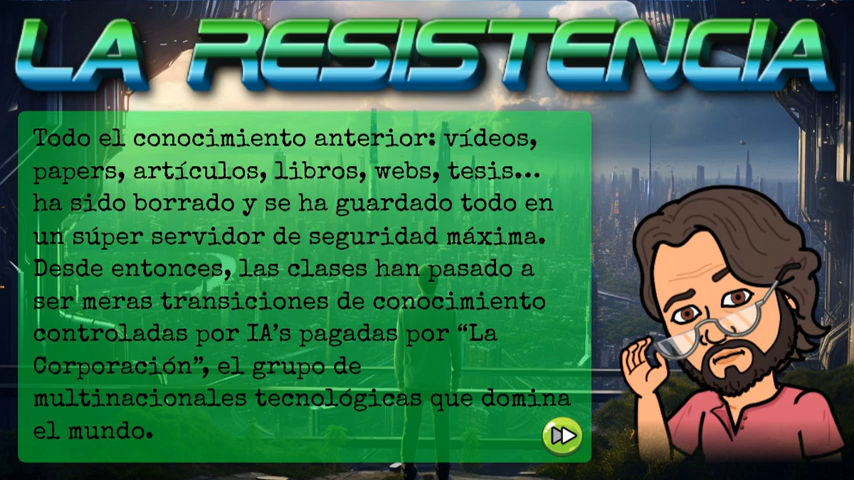 LA RESISTENCIA
Todo el conocimiento anterior: vídeos,
papers, artículos, libros, webs, tesis...
ha sido borrado y se ha guardado todo en
un súper servidor de seguridad máxima.
Desde entonces, las clases han pasado a
ser meras transiciones de conocimiento
controladas por IA's pagadas por “La
Corporación”, el grupo de
multinacionales tecnológicas que domina
el mundo.